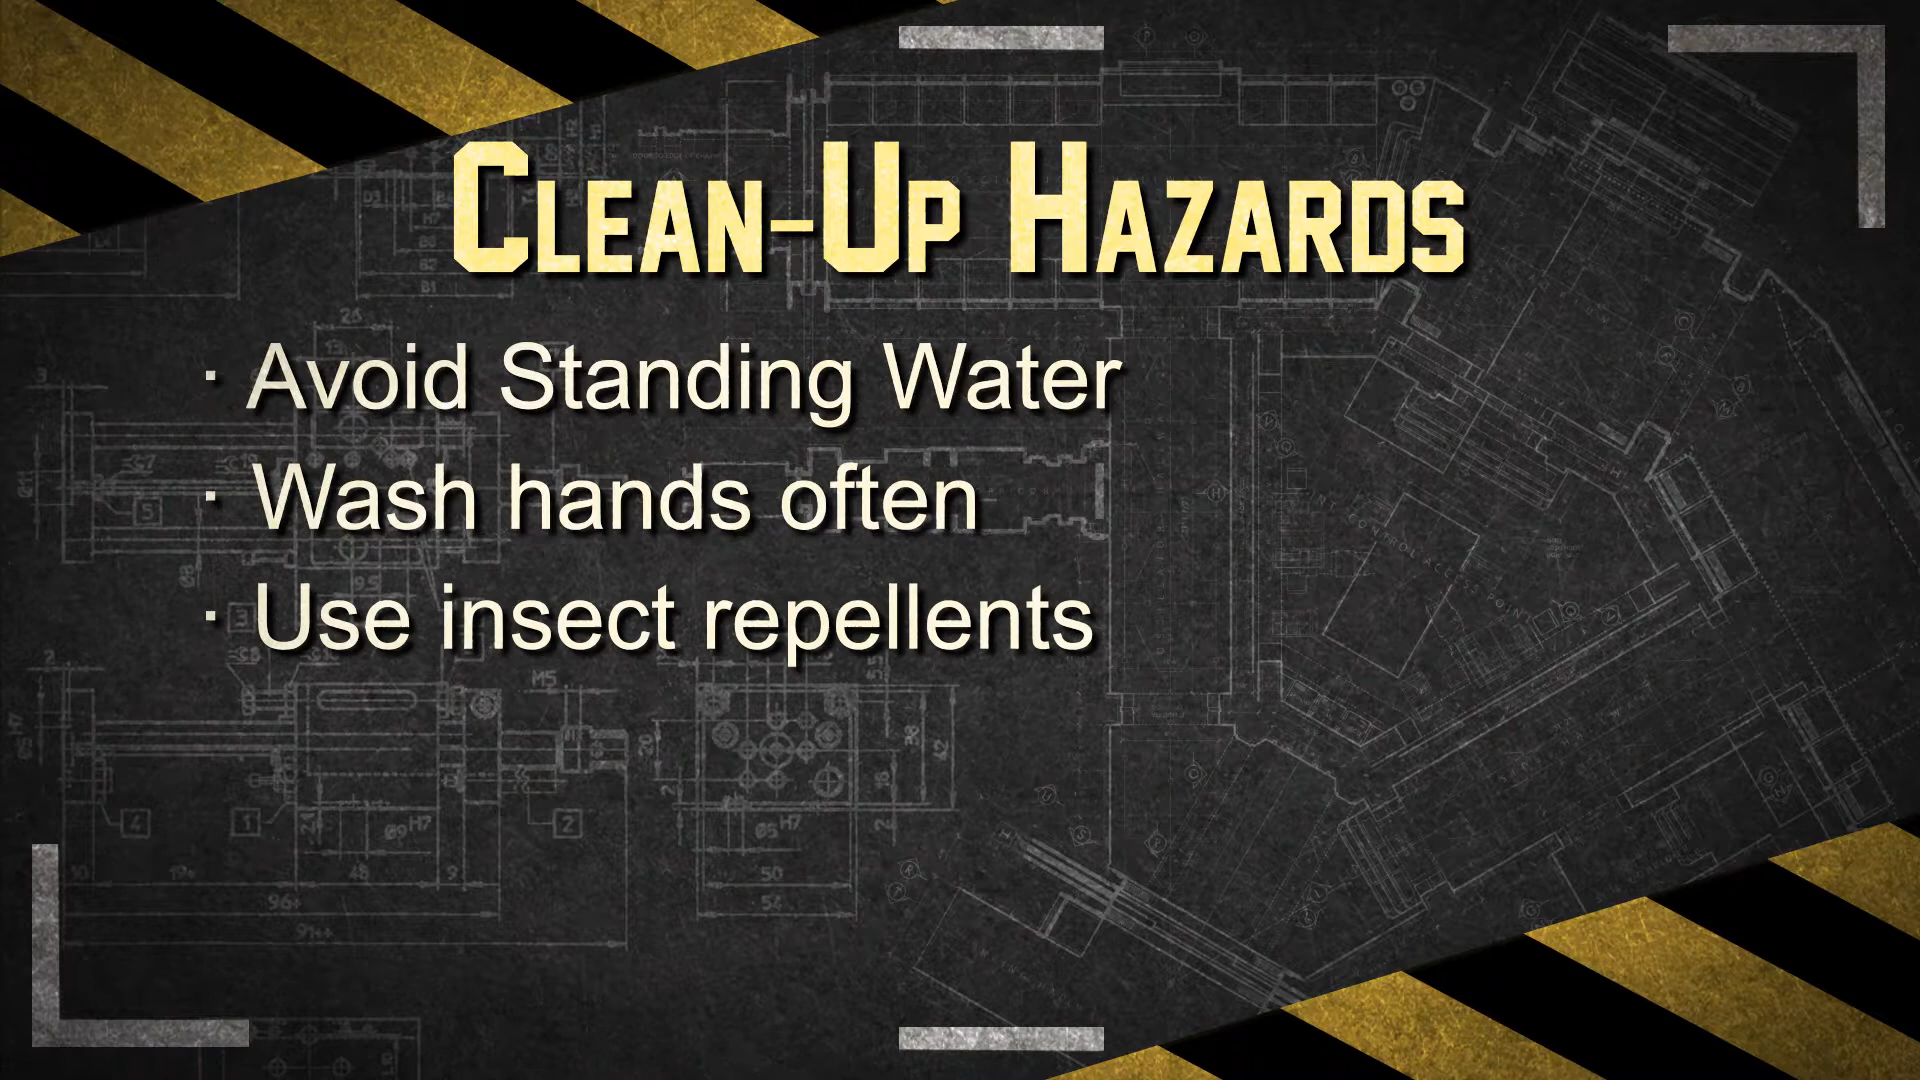 Clean-Up Hazards
· Avoid Standing Water
· Wash hands often
· Use insect repellents